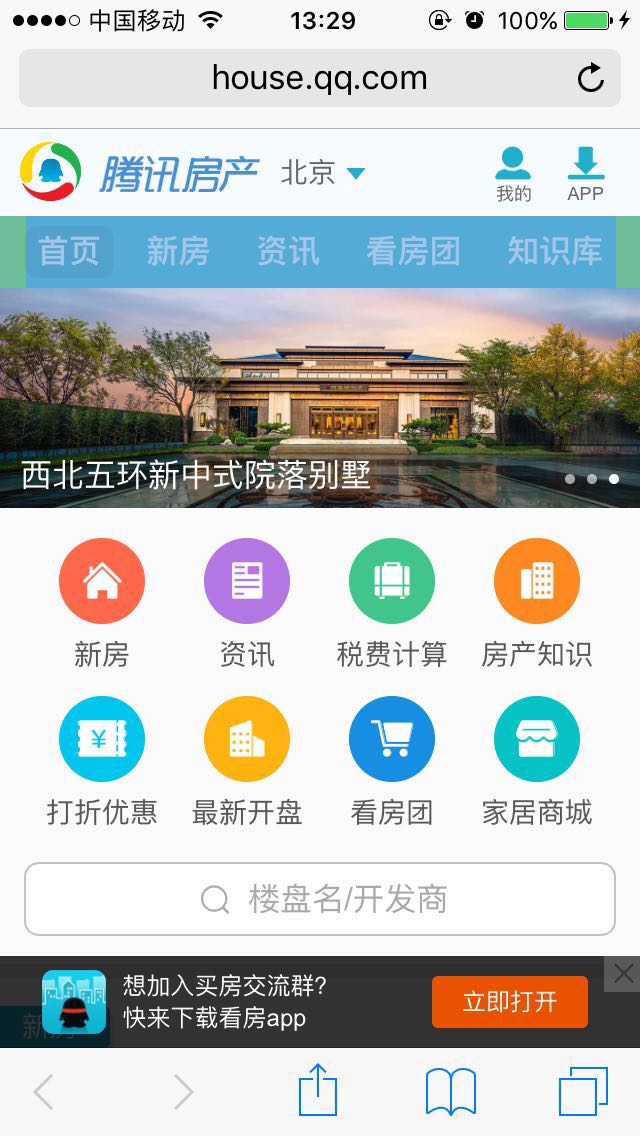 中国移动 13:29 100%
house.qq.com
腾讯房产 北京 我的 APP
首页 新房 资讯 看房团 知识库
西北五环新中式院落别墅
新房 资讯 税费计算 房产知识
¥
打折优惠 最新开盘 看房团 家居商城
楼盘名/开发商
想加入买房交流群?
快来下载看房app
立即打开
新房